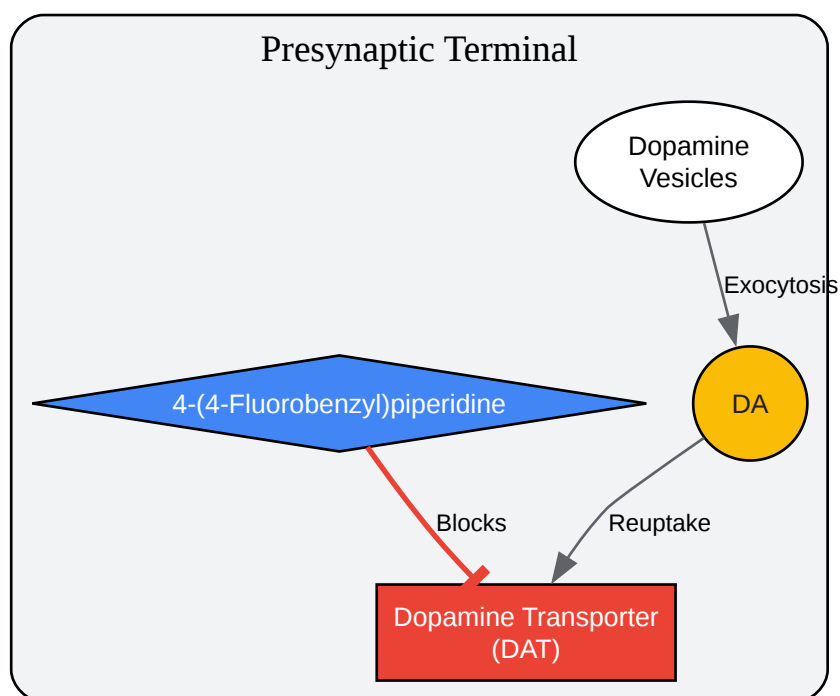 Presynaptic Terminal
Dopamine
Vesicles
Exocytosis
4-(4-Fluorobenzyl)piperidine
DA
Blocks
Reuptake
Dopamine Transporter
(DAT)